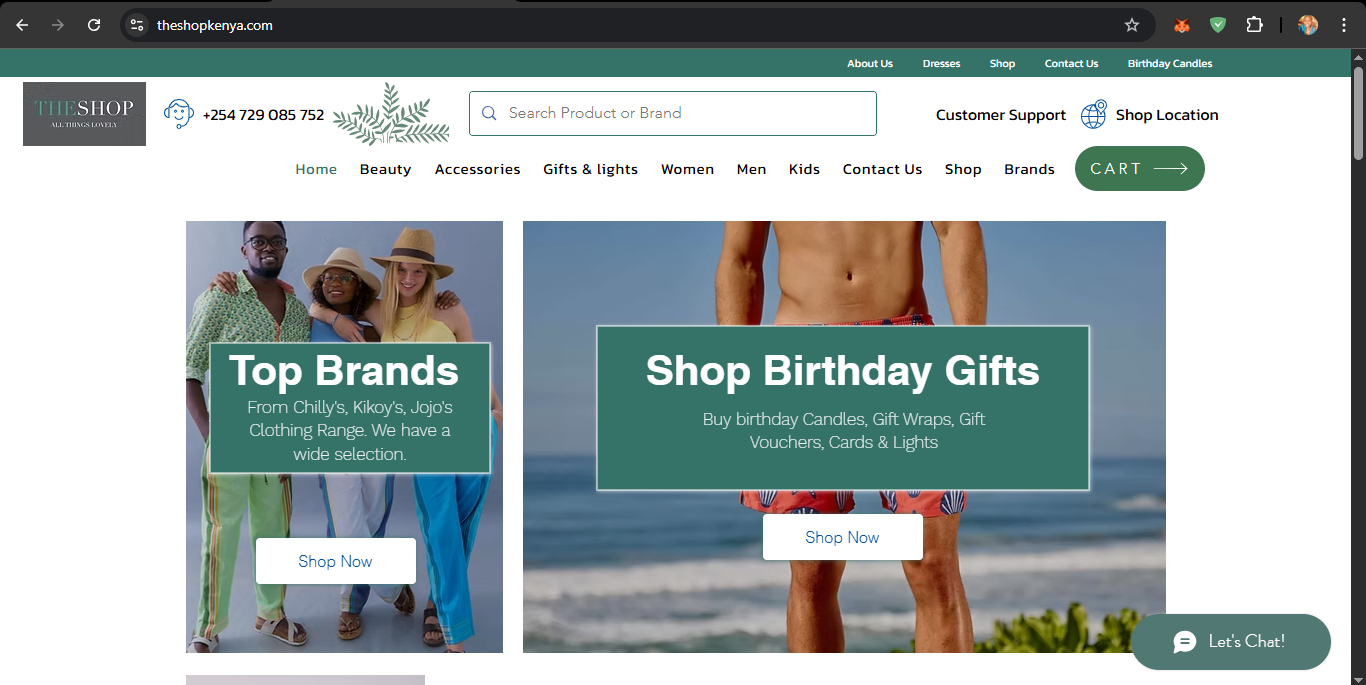 theshopkenya.com
About Us Dresses Shop Contact Us Birthday Candles
THESHOP
ALL THINGS LOVELY
+254 729 085 752
Search Product or Brand
Customer Support
Shop Location
Home Beauty Accessories Gifts & lights Women Men Kids Contact Us Shop Brands
CART
Top Brands
From Chilly's, Kikoy's, Jojo's
Clothing Range. We have a
wide selection.
Shop Now
Shop Birthday Gifts
Buy birthday Candles, Gift Wraps, Gift
Vouchers, Cards & Lights
Shop Now
Let's Chat!